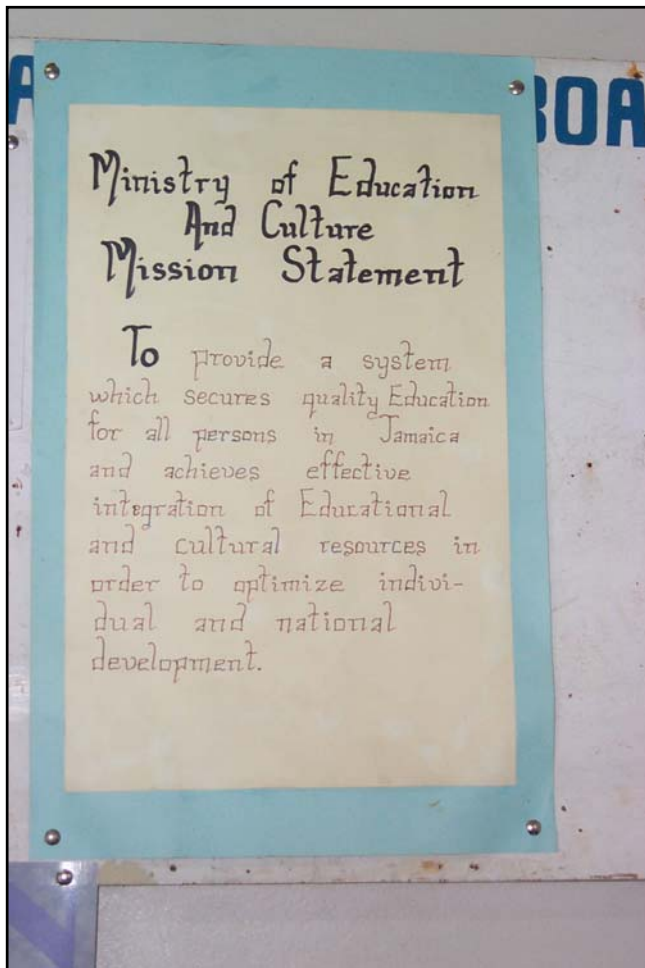 BOA
Ministry of Education
And Culture
Mission Statement
To provide a system
which secures quality Education
for all persons in Jamaica
and achieves effective
integration of Educational
and cultural resources in
order to optimize indivi-
dual and national
development.